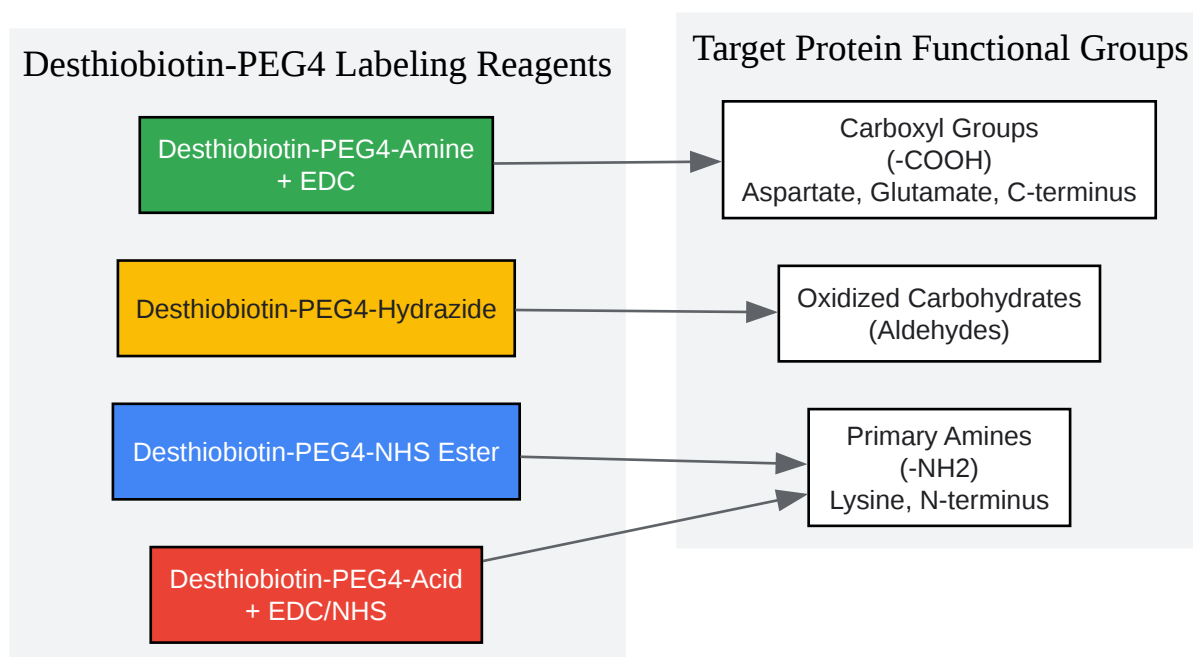 Desthiobiotin-PEG4 Labeling Reagents
Desthiobiotin-PEG4-Amine
+ EDC
Desthiobiotin-PEG4-Hydrazide
Desthiobiotin-PEG4-NHS Ester
Desthiobiotin-PEG4-Acid
+ EDC/NHS
Target Protein Functional Groups
Carboxyl Groups
(-COOH)
Aspartate, Glutamate, C-terminus
Oxidized Carbohydrates
(Aldehydes)
Primary Amines
(-NH2)
Lysine, N-terminus